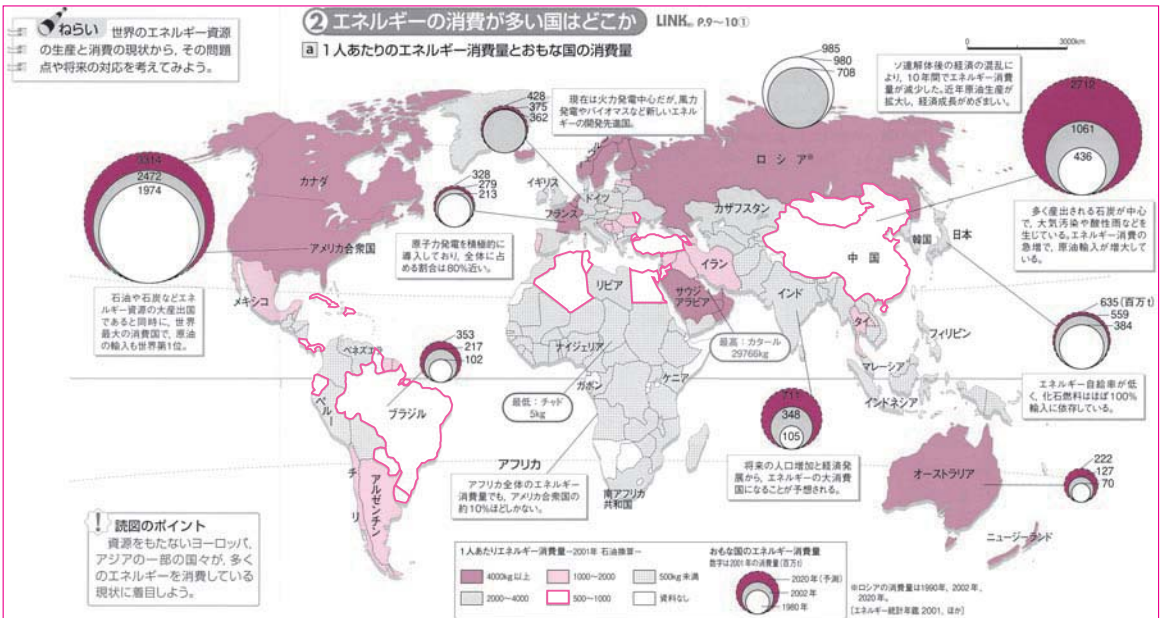 ねらい 世界のエネルギー資源
の生産と消費の現状から，その問題
点や将来の対応を考えてみよう。
② エネルギーの消費が多い国はどこか LINK P.9〜10①
a 1人あたりのエネルギー消費量とおもな国の消費量
0 3000km
985
980
708
ソ連解体後の経済の混乱に
より，10年間でエネルギー消費
量が減少した。近年原油生産が
拡大し，経済成長がめざましい。
428
375
362
現在は火力発電中心だが，風力
発電やバイオマスなど新しいエネル
ギーの開発先進国。
2712
1061
436
3314
2472
1974
328
279
213
原子力発電を積極的に
導入しており，全体に占
める割合は80%近い。
多く産出される石炭が中心
で，大気汚染や酸性雨などを
生じている。エネルギー消費の
急増で，原油輸入が増大して
いる。
カナダ
アメリカ合衆国
メキシコ
イギリス
ドイツ
フランス
ロシア※
カザフスタン
韓国
日本
中国
イラン
リビア
サウジ
アラビア
インド
タイ
フィリピン
石油や石炭などエネ
ルギー資源の大産出国
であると同時に，世界
最大の消費国で，原油
の輸入も世界第1位。
635(百万t)
559
384
エネルギー自給率が低
く，化石燃料はほぼ100%
輸入に依存している。
353
217
102
ベネズエラ
ペルー
ブラジル
チリ
アルゼンチン
ナイジェリア
ガボン
ケニア
マレーシア
インドネシア
最高：カタール
29766kg
最低：チャド
5kg
アフリカ
南アフリカ
共和国
アフリカ全体のエネルギー
消費量でも，アメリカ合衆国の
約10%ほどしかない。
348
105
将来の人口増加と経済発
展から，エネルギーの大消費
国になることが予想される。
オーストラリア
222
127
70
ニュージーランド
! 読図のポイント
資源をもたないヨーロッパ，
アジアの一部の国々が，多く
のエネルギーを消費している
現状に着目しよう。
1人あたりエネルギー消費量 −2001年 石油換算−
4000kg以上 1000〜2000 500kg未満
2000〜4000 500〜1000 資料なし
おもな国のエネルギー消費量
数字は2001年の消費量(百万t)
2020年(予測)
2002年
1980年
※ロシアの消費量は1990年，2002年，
2020年。
[エネルギー統計年鑑2001，ほか]